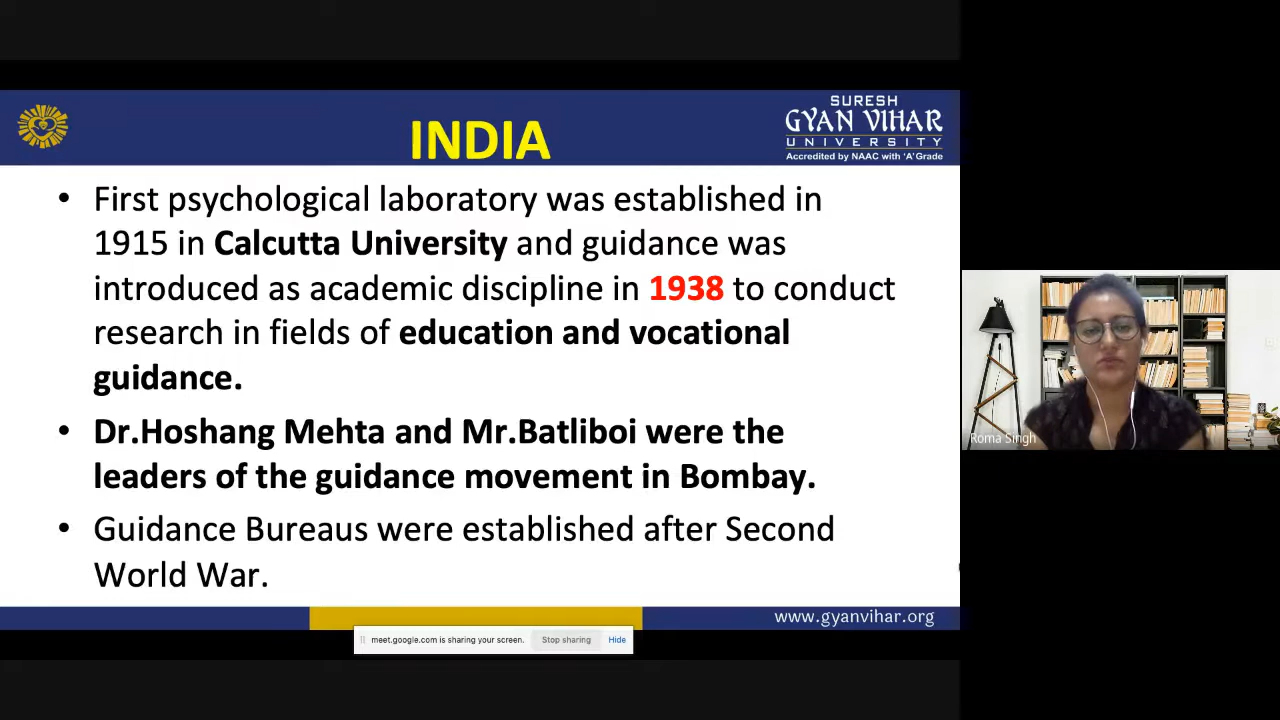 SURESH
GYAN VIHAR
UNIVERSITY
Accredited by NAAC with 'A' Grade
INDIA
• First psychological laboratory was established in
1915 in Calcutta University and guidance was
introduced as academic discipline in 1938 to conduct
research in fields of education and vocational
guidance.
• Dr.Hoshang Mehta and Mr.Batliboi were the
leaders of the guidance movement in Bombay.
• Guidance Bureaus were established after Second
World War.
www.gyanvihar.org
meet.google.com is sharing your screen. Stop sharing Hide
Roma Singh